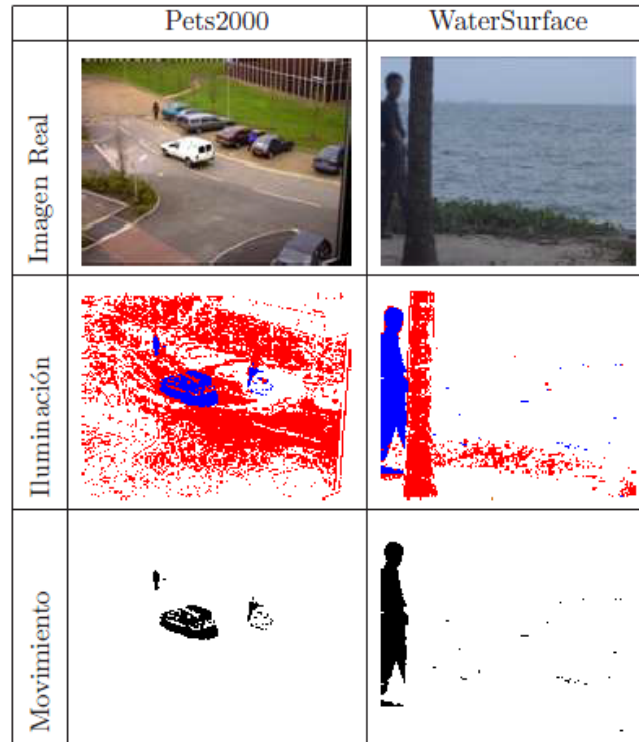 Pets2000
WaterSurface
Imagen Real
Iluminación
Movimiento